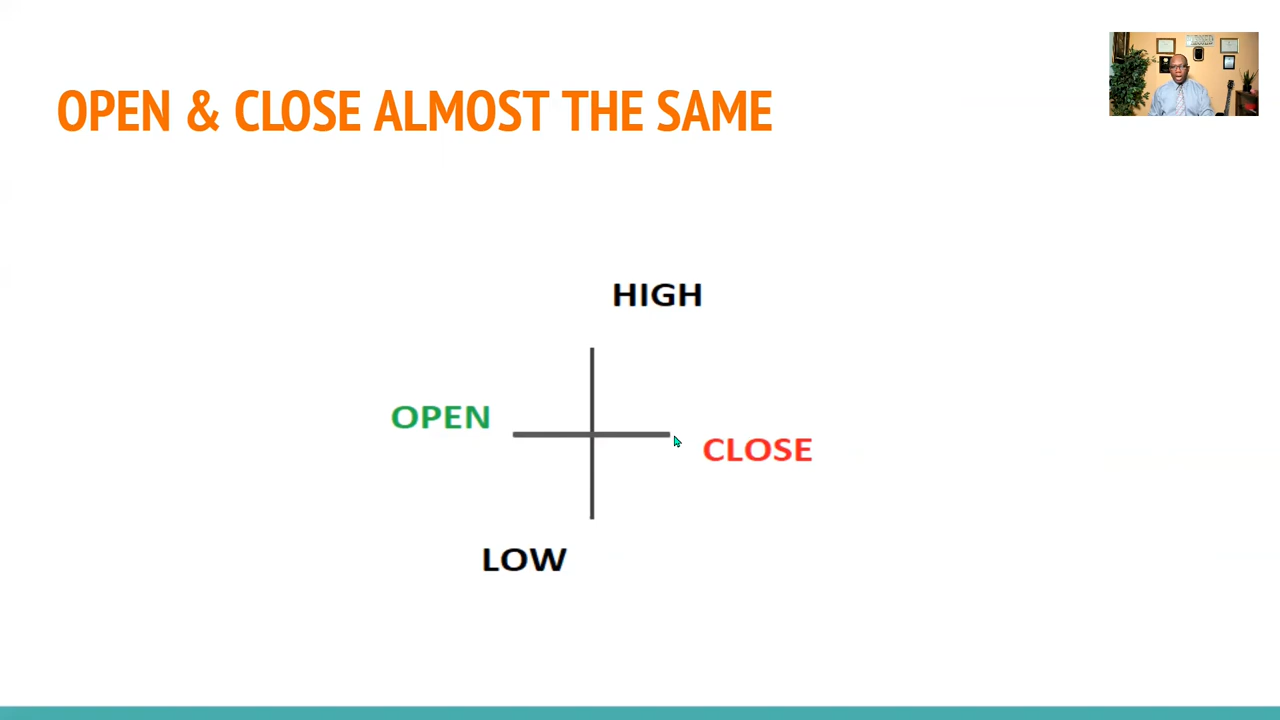 OPEN & CLOSE ALMOST THE SAME
HIGH
OPEN
CLOSE
LOW